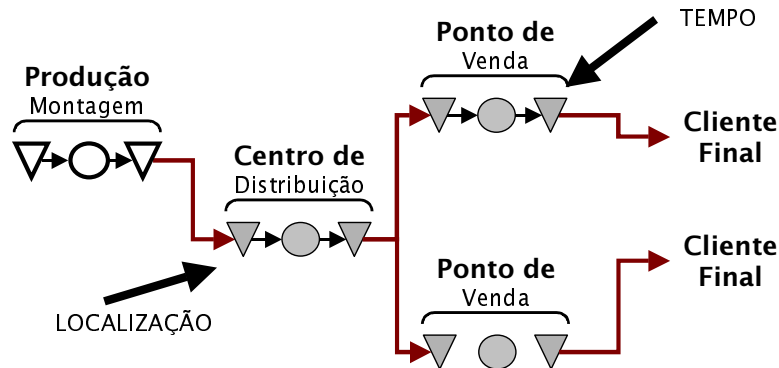 TEMPO
Ponto de
Venda
Produção
Montagem
Cliente
Final
Centro de
Distribuição
Cliente
Final
Ponto de
Venda
LOCALIZAÇÃO